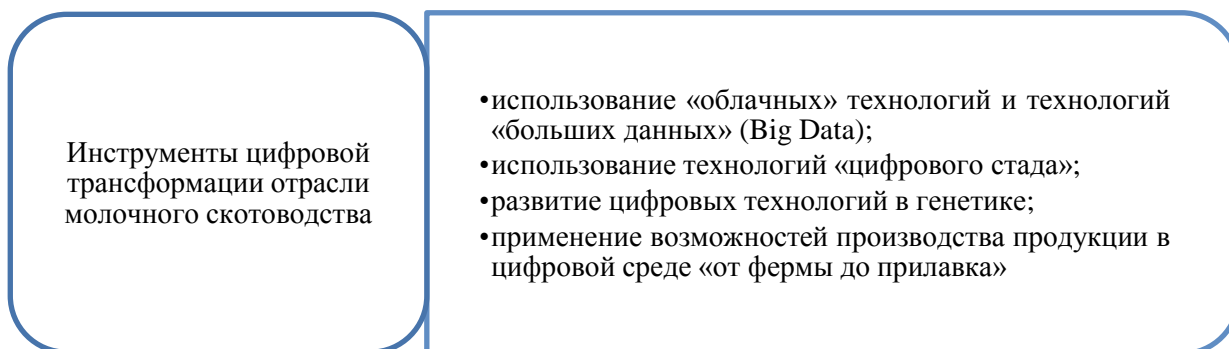 Инструменты цифровой
трансформации отрасли
молочного скотоводства
•использование «облачных» технологий и технологий
«больших данных» (Big Data);
•использование технологий «цифрового стада»;
•развитие цифровых технологий в генетике;
•применение возможностей производства продукции в
цифровой среде «от фермы до прилавка»